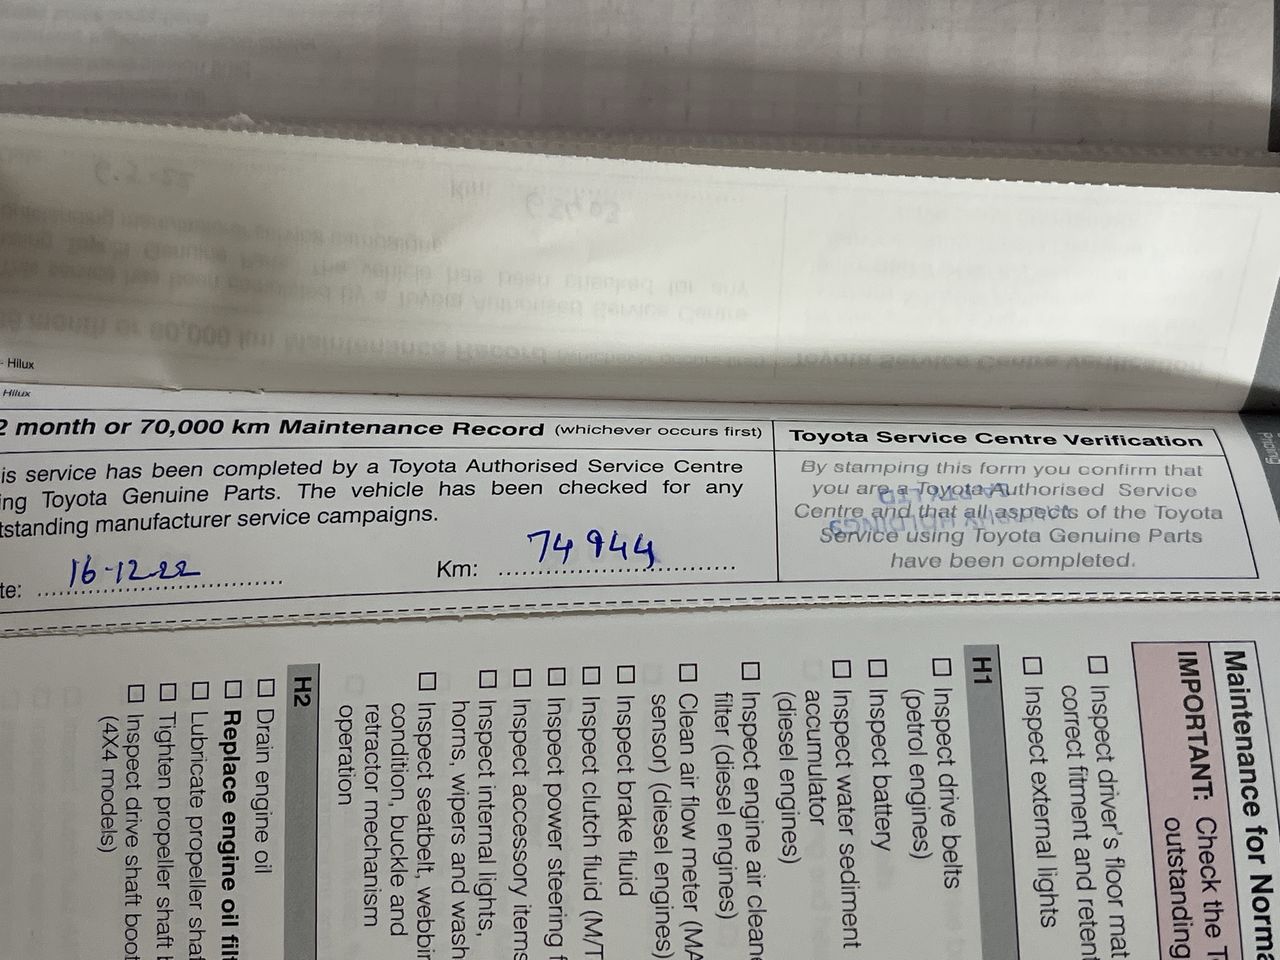 - Hilux
Hilux
2 month or 70,000 km Maintenance Record (whichever occurs first)
is service has been completed by a Toyota Authorised Service Centre
ing Toyota Genuine Parts. The vehicle has been checked for any
tstanding manufacturer service campaigns.
te: 16-12-22 Km: 74944
Toyota Service Centre Verification
By stamping this form you confirm that
you are a Toyota Authorised Service
Centre and that all aspects of the Toyota
Service using Toyota Genuine Parts
have been completed.
Pricing
Maintenance for Norma
IMPORTANT: Check the T
outstanding
☐ Inspect driver's floor mat
correct fitment and retent
☐ Inspect external lights
H1
☐ Inspect drive belts
(petrol engines)
☐ Inspect battery
☐ Inspect water sediment
accumulator
(diesel engines)
☐ Inspect engine air cleane
filter (diesel engines)
☐ Clean air flow meter (MA
sensor) (diesel engines)
☐ Inspect brake fluid
☐ Inspect clutch fluid (M/T
☐ Inspect power steering f
☐ Inspect accessory items
☐ Inspect internal lights,
horns, wipers and wash
☐ Inspect seatbelt, webbin
condition, buckle and
retractor mechanism
operation
H2
☐ Drain engine oil
☐ Replace engine oil filt
☐ Lubricate propeller shaf
☐ Tighten propeller shaft b
☐ Inspect drive shaft boot
(4X4 models)